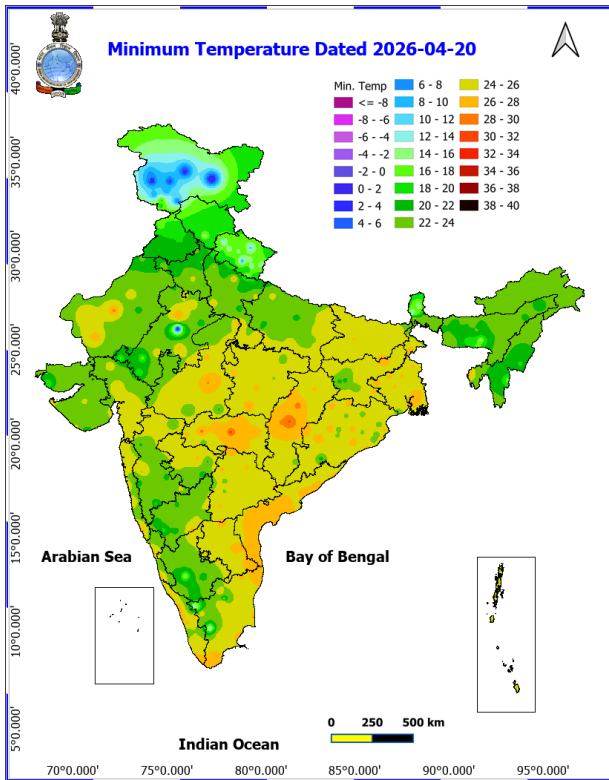 Minimum Temperature Dated 2026-04-20
Min. Temp
<= -8
-8 - -6
-6 - -4
-4 - -2
-2 - 0
0 - 2
2 - 4
4 - 6
6 - 8
8 - 10
10 - 12
12 - 14
14 - 16
16 - 18
18 - 20
20 - 22
22 - 24
24 - 26
26 - 28
28 - 30
30 - 32
32 - 34
34 - 36
36 - 38
38 - 40
40°0.000'
35°0.000'
30°0.000'
25°0.000'
20°0.000'
15°0.000'
10°0.000'
5°0.000'
Arabian Sea
Bay of Bengal
0 250 500 km
Indian Ocean
70°0.000' 75°0.000' 80°0.000' 85°0.000' 90°0.000' 95°0.000'